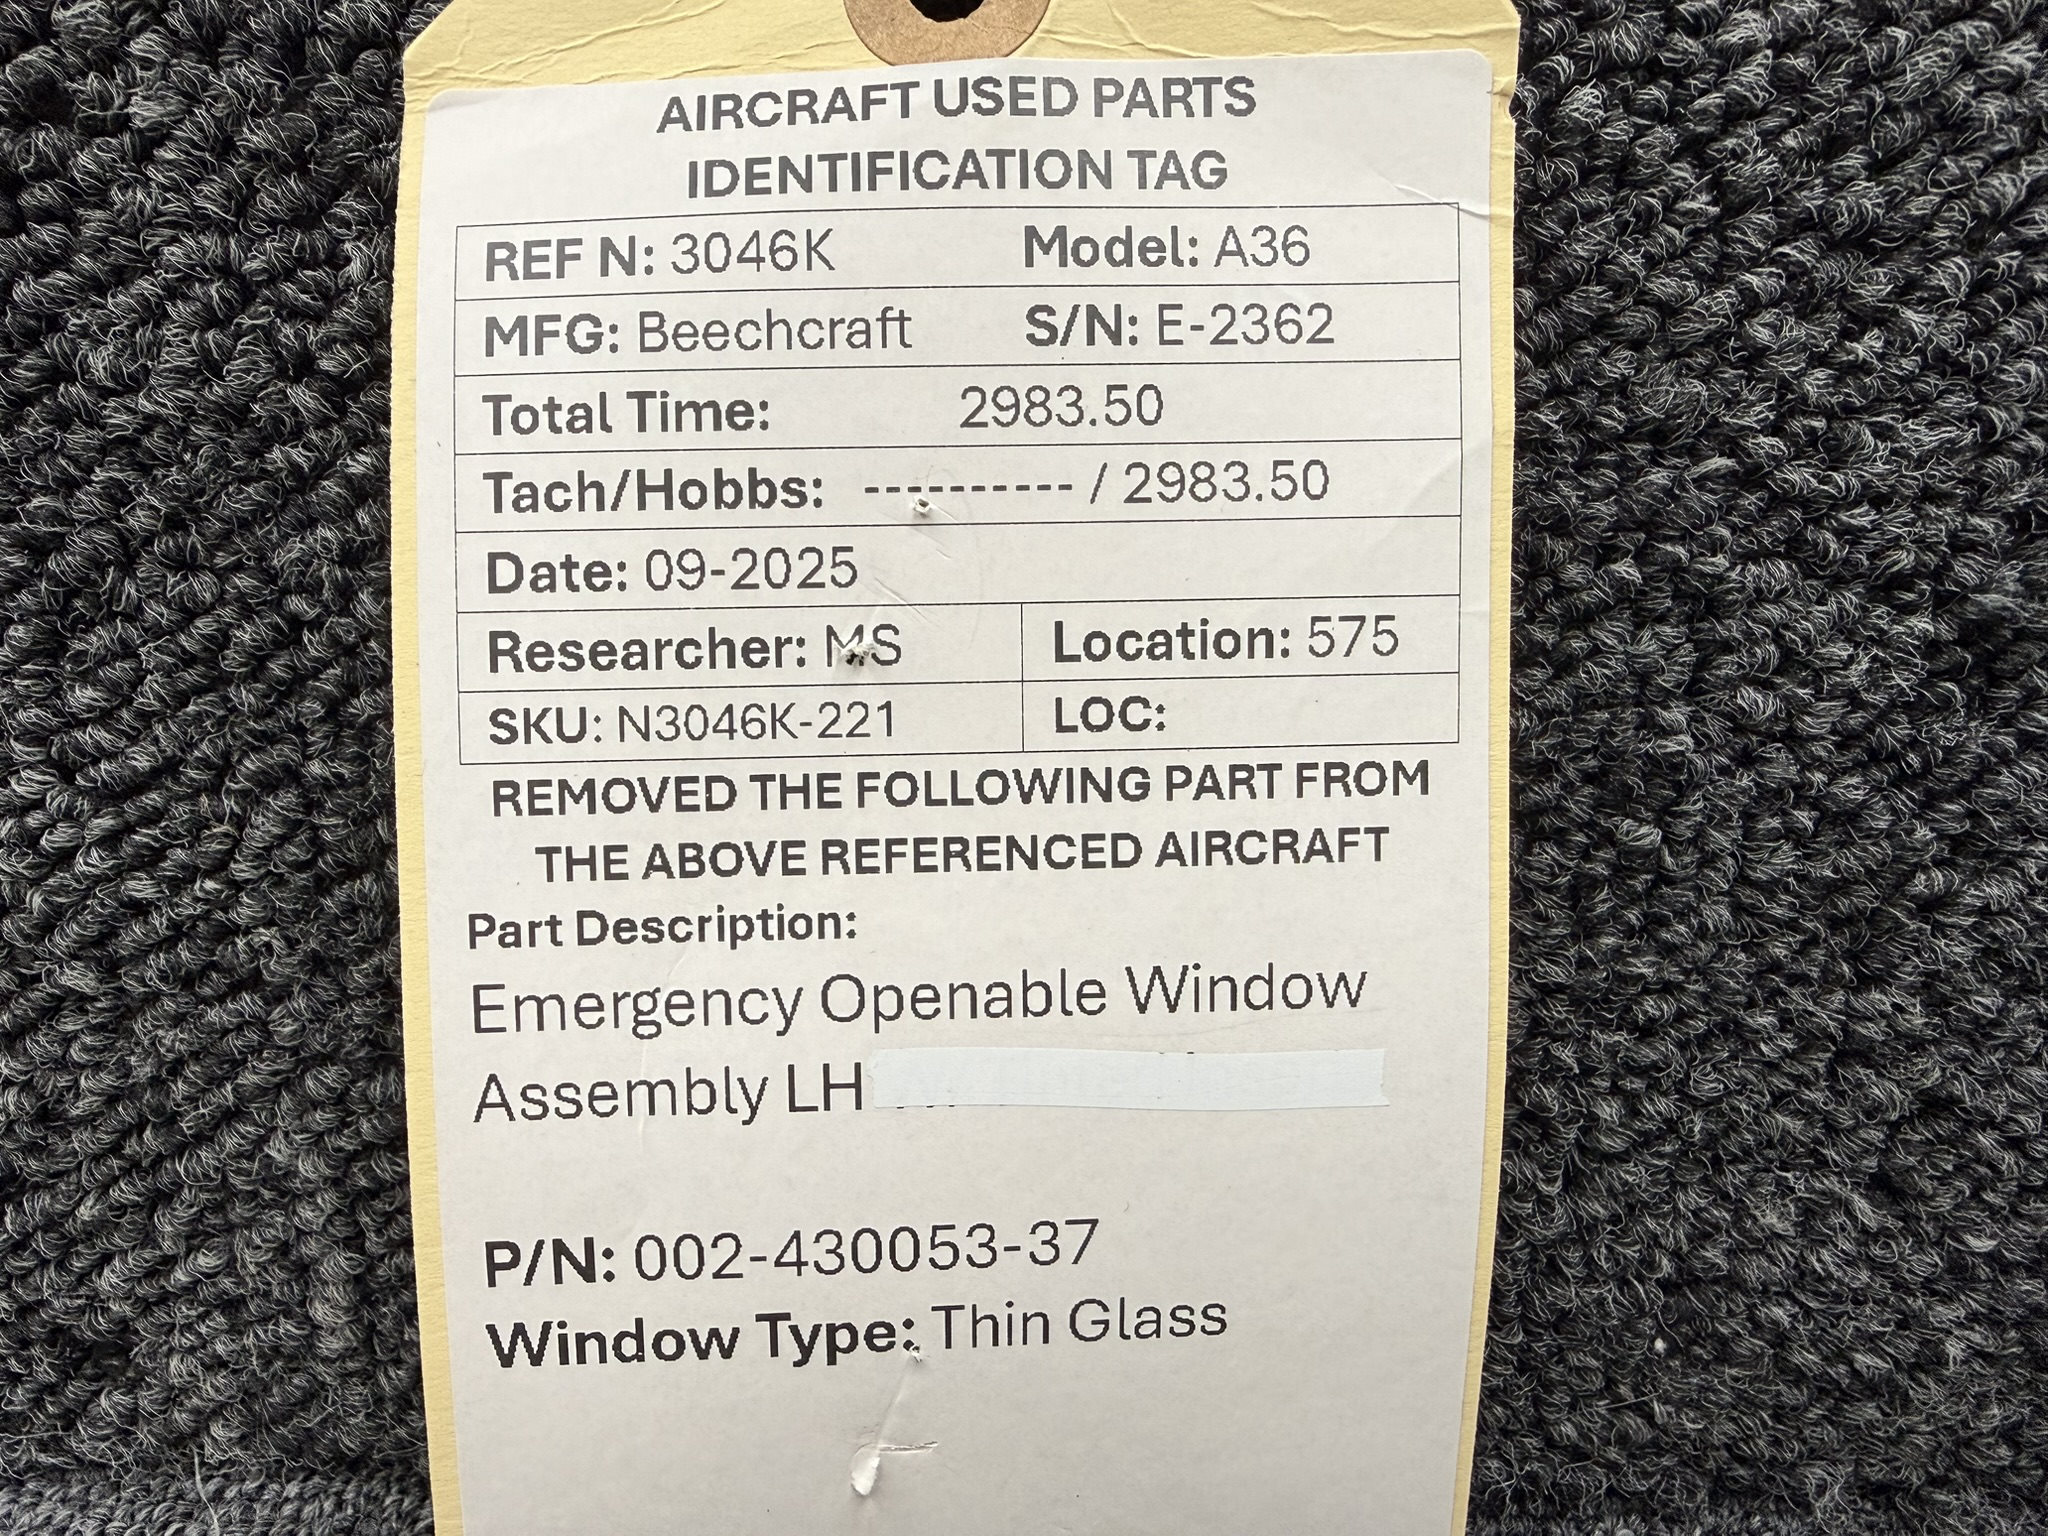 AIRCRAFT USED PARTS
IDENTIFICATION TAG
REF N: 3046K Model: A36
MFG: Beechcraft S/N: E-2362
Total Time: 2983.50
Tach/Hobbs: ---------- / 2983.50
Date: 09-2025
Researcher: MS Location: 575
SKU: N3046K-221 LOC:
REMOVED THE FOLLOWING PART FROM
THE ABOVE REFERENCED AIRCRAFT
Part Description:
Emergency Openable Window
Assembly LH
P/N: 002-430053-37
Window Type: Thin Glass